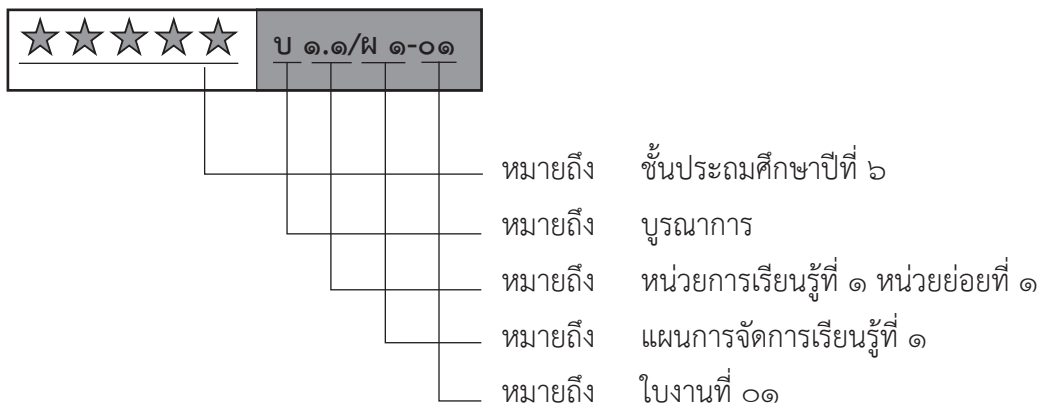 บ ๑.๑/ผ ๑-๐๑
หมายถึง ชั้นประถมศึกษาปีที่ ๖
หมายถึง บูรณาการ
หมายถึง หน่วยการเรียนรู้ที่ ๑ หน่วยย่อยที่ ๑
หมายถึง แผนการจัดการเรียนรู้ที่ ๑
หมายถึง ใบงานที่ ๐๑